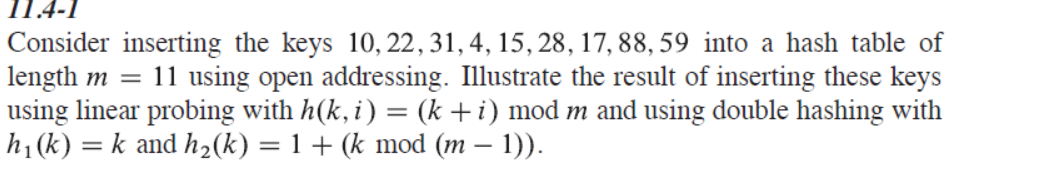 11.4-1
Consider inserting the keys 10, 22, 31, 4, 15, 28, 17, 88, 59 into a hash table of
length m = 11 using open addressing. Illustrate the result of inserting these keys
using linear probing with h(k, i) = (k + i) mod m and using double hashing with
h₁(k) = k and h₂(k) = 1 + (k mod (m − 1)).